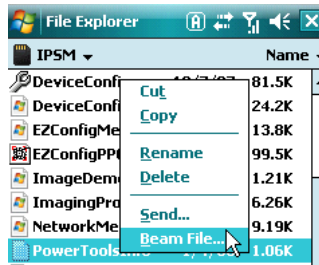 File Explorer
IPSM Name
DeviceConfi 81.5K
DeviceConfi 24.2K
EZConfigMe 13.8K
EZConfigPP 99.5K
ImageDem 1.21K
ImagingPro 6.26K
NetworkMe 9.19K
PowerTools 1.06K
Cut
Copy
Rename
Delete
Send...
Beam File...